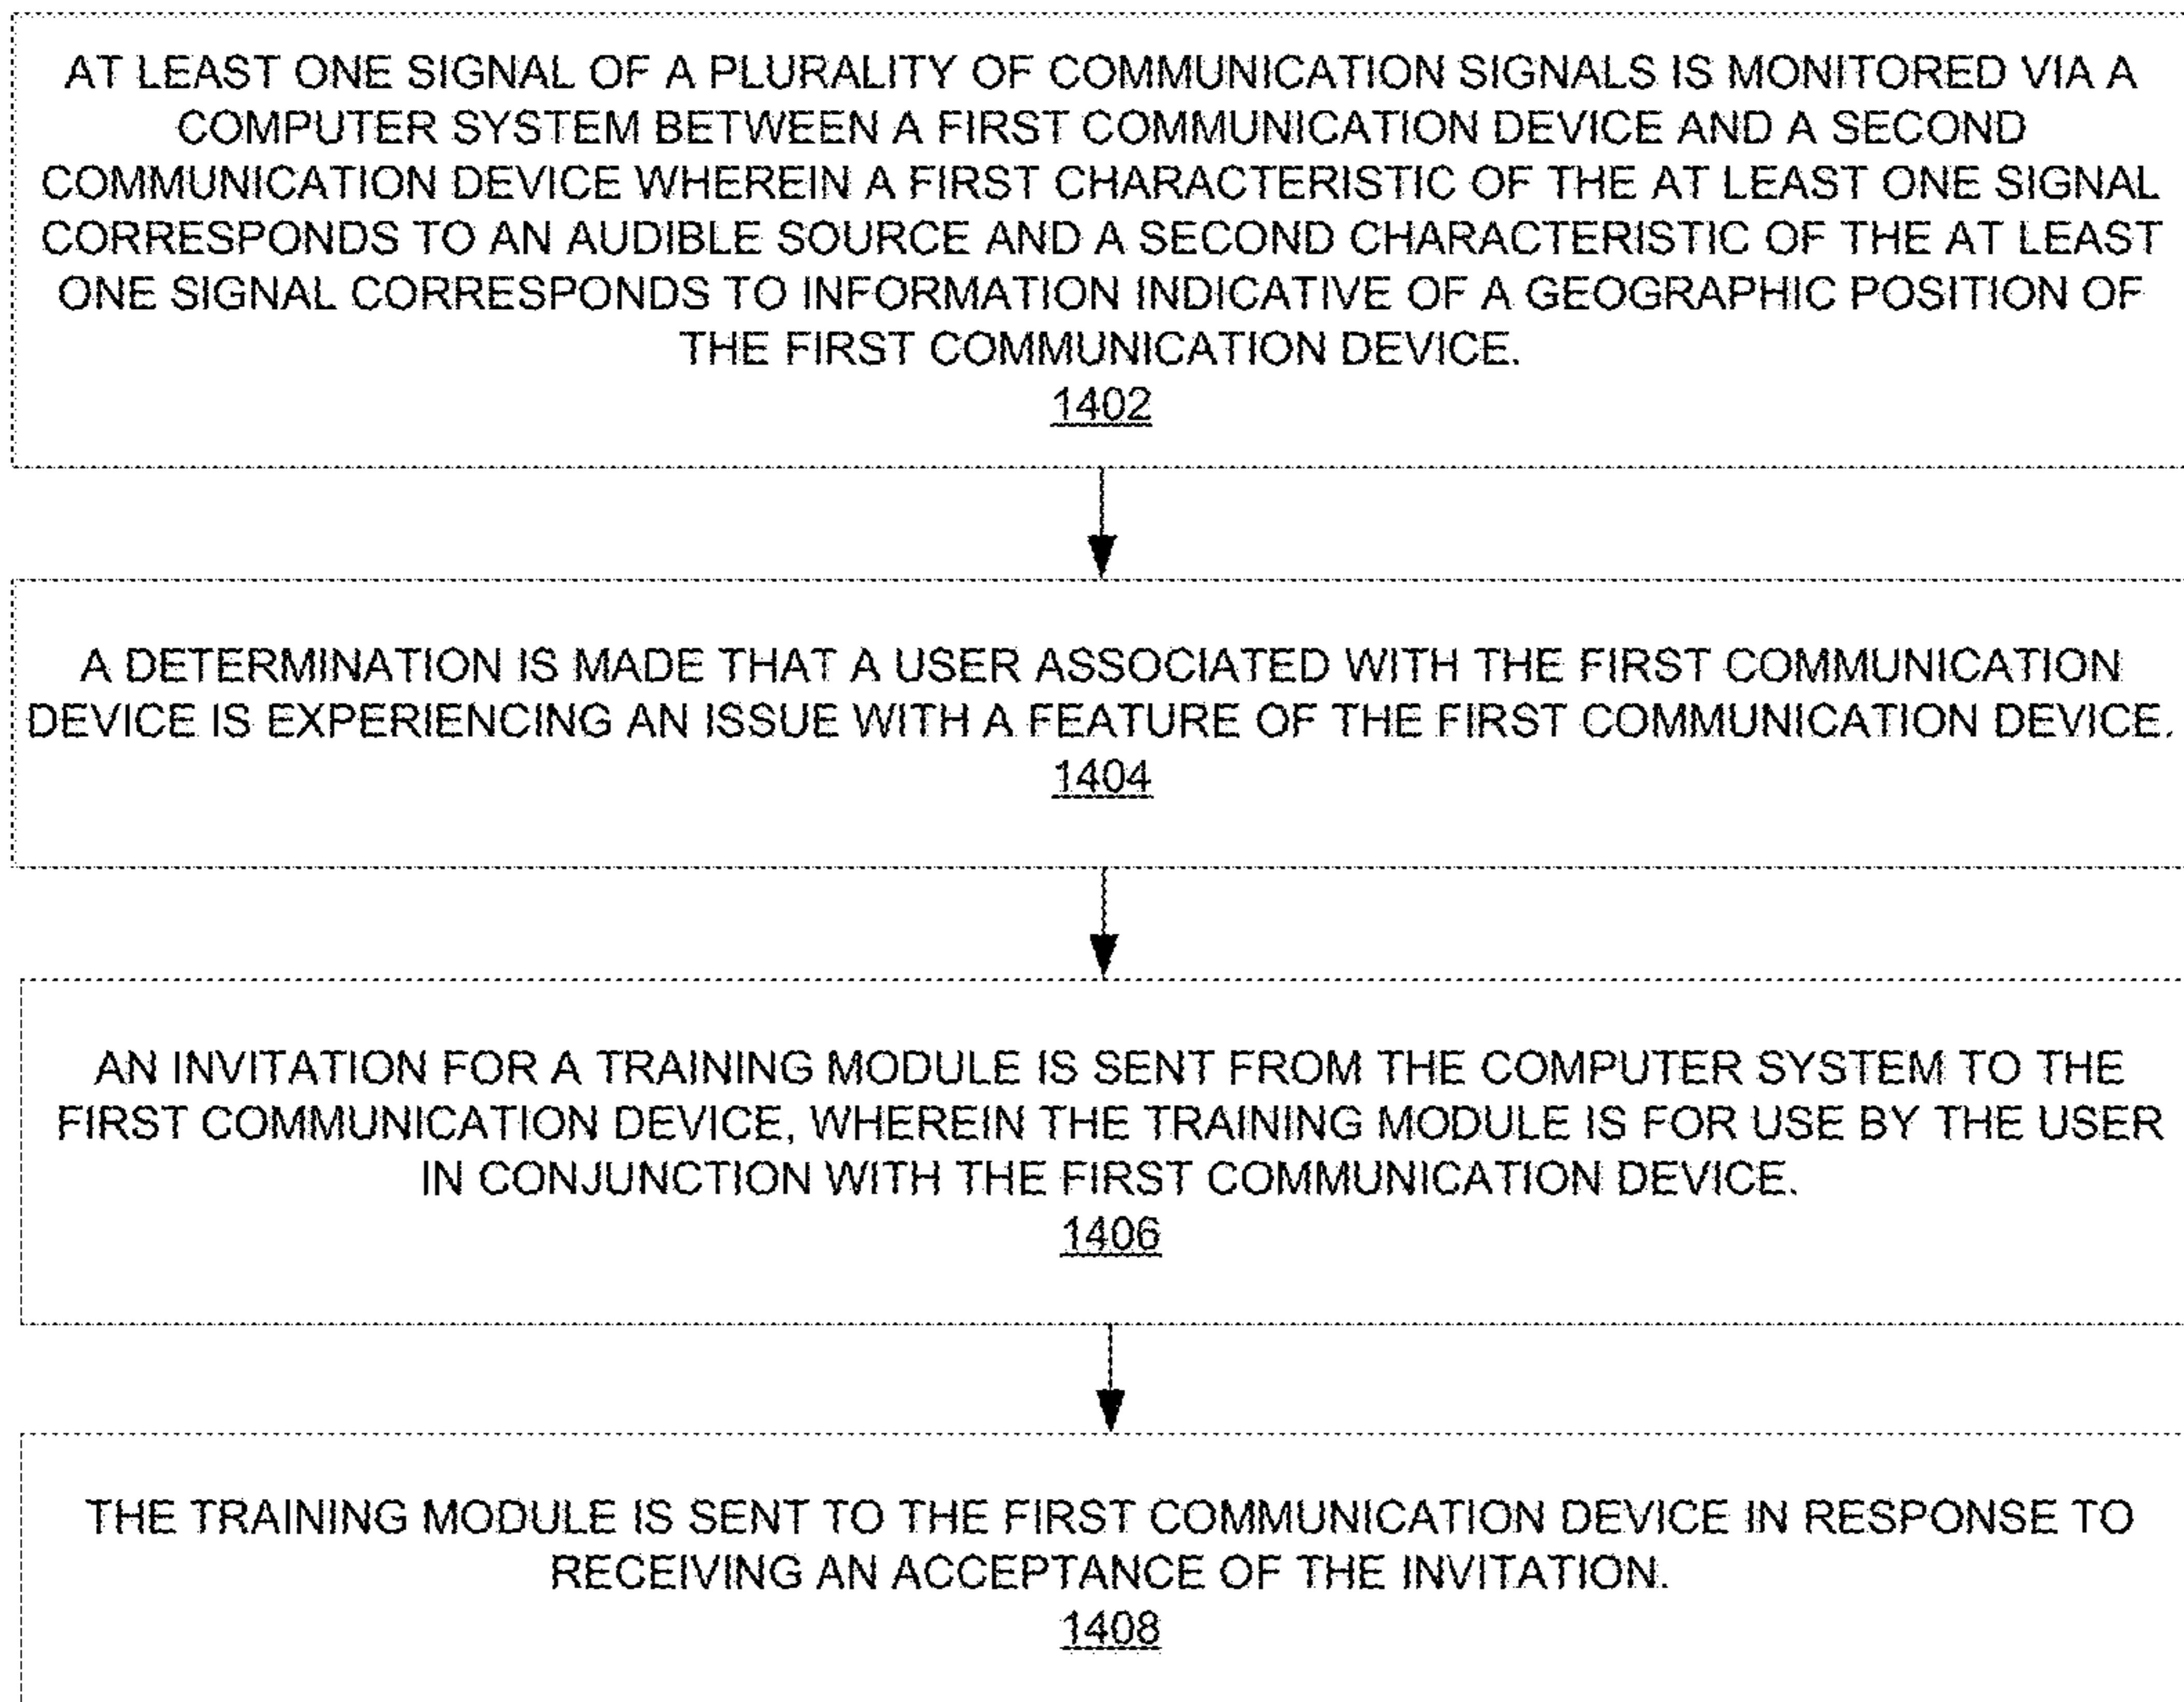 AT LEAST ONE SIGNAL OF A PLURALITY OF COMMUNICATION SIGNALS IS MONITORED VIA A
COMPUTER SYSTEM BETWEEN A FIRST COMMUNICATION DEVICE AND A SECOND
COMMUNICATION DEVICE WHEREIN A FIRST CHARACTERISTIC OF THE AT LEAST ONE SIGNAL
CORRESPONDS TO AN AUDIBLE SOURCE AND A SECOND CHARACTERISTIC OF THE AT LEAST
ONE SIGNAL CORRESPONDS TO INFORMATION INDICATIVE OF A GEOGRAPHIC POSITION OF
THE FIRST COMMUNICATION DEVICE.
1402
A DETERMINATION IS MADE THAT A USER ASSOCIATED WITH THE FIRST COMMUNICATION
DEVICE IS EXPERIENCING AN ISSUE WITH A FEATURE OF THE FIRST COMMUNICATION DEVICE.
1404
AN INVITATION FOR A TRAINING MODULE IS SENT FROM THE COMPUTER SYSTEM TO THE
FIRST COMMUNICATION DEVICE, WHEREIN THE TRAINING MODULE IS FOR USE BY THE USER
IN CONJUNCTION WITH THE FIRST COMMUNICATION DEVICE.
1406
THE TRAINING MODULE IS SENT TO THE FIRST COMMUNICATION DEVICE IN RESPONSE TO
RECEIVING AN ACCEPTANCE OF THE INVITATION.
1408